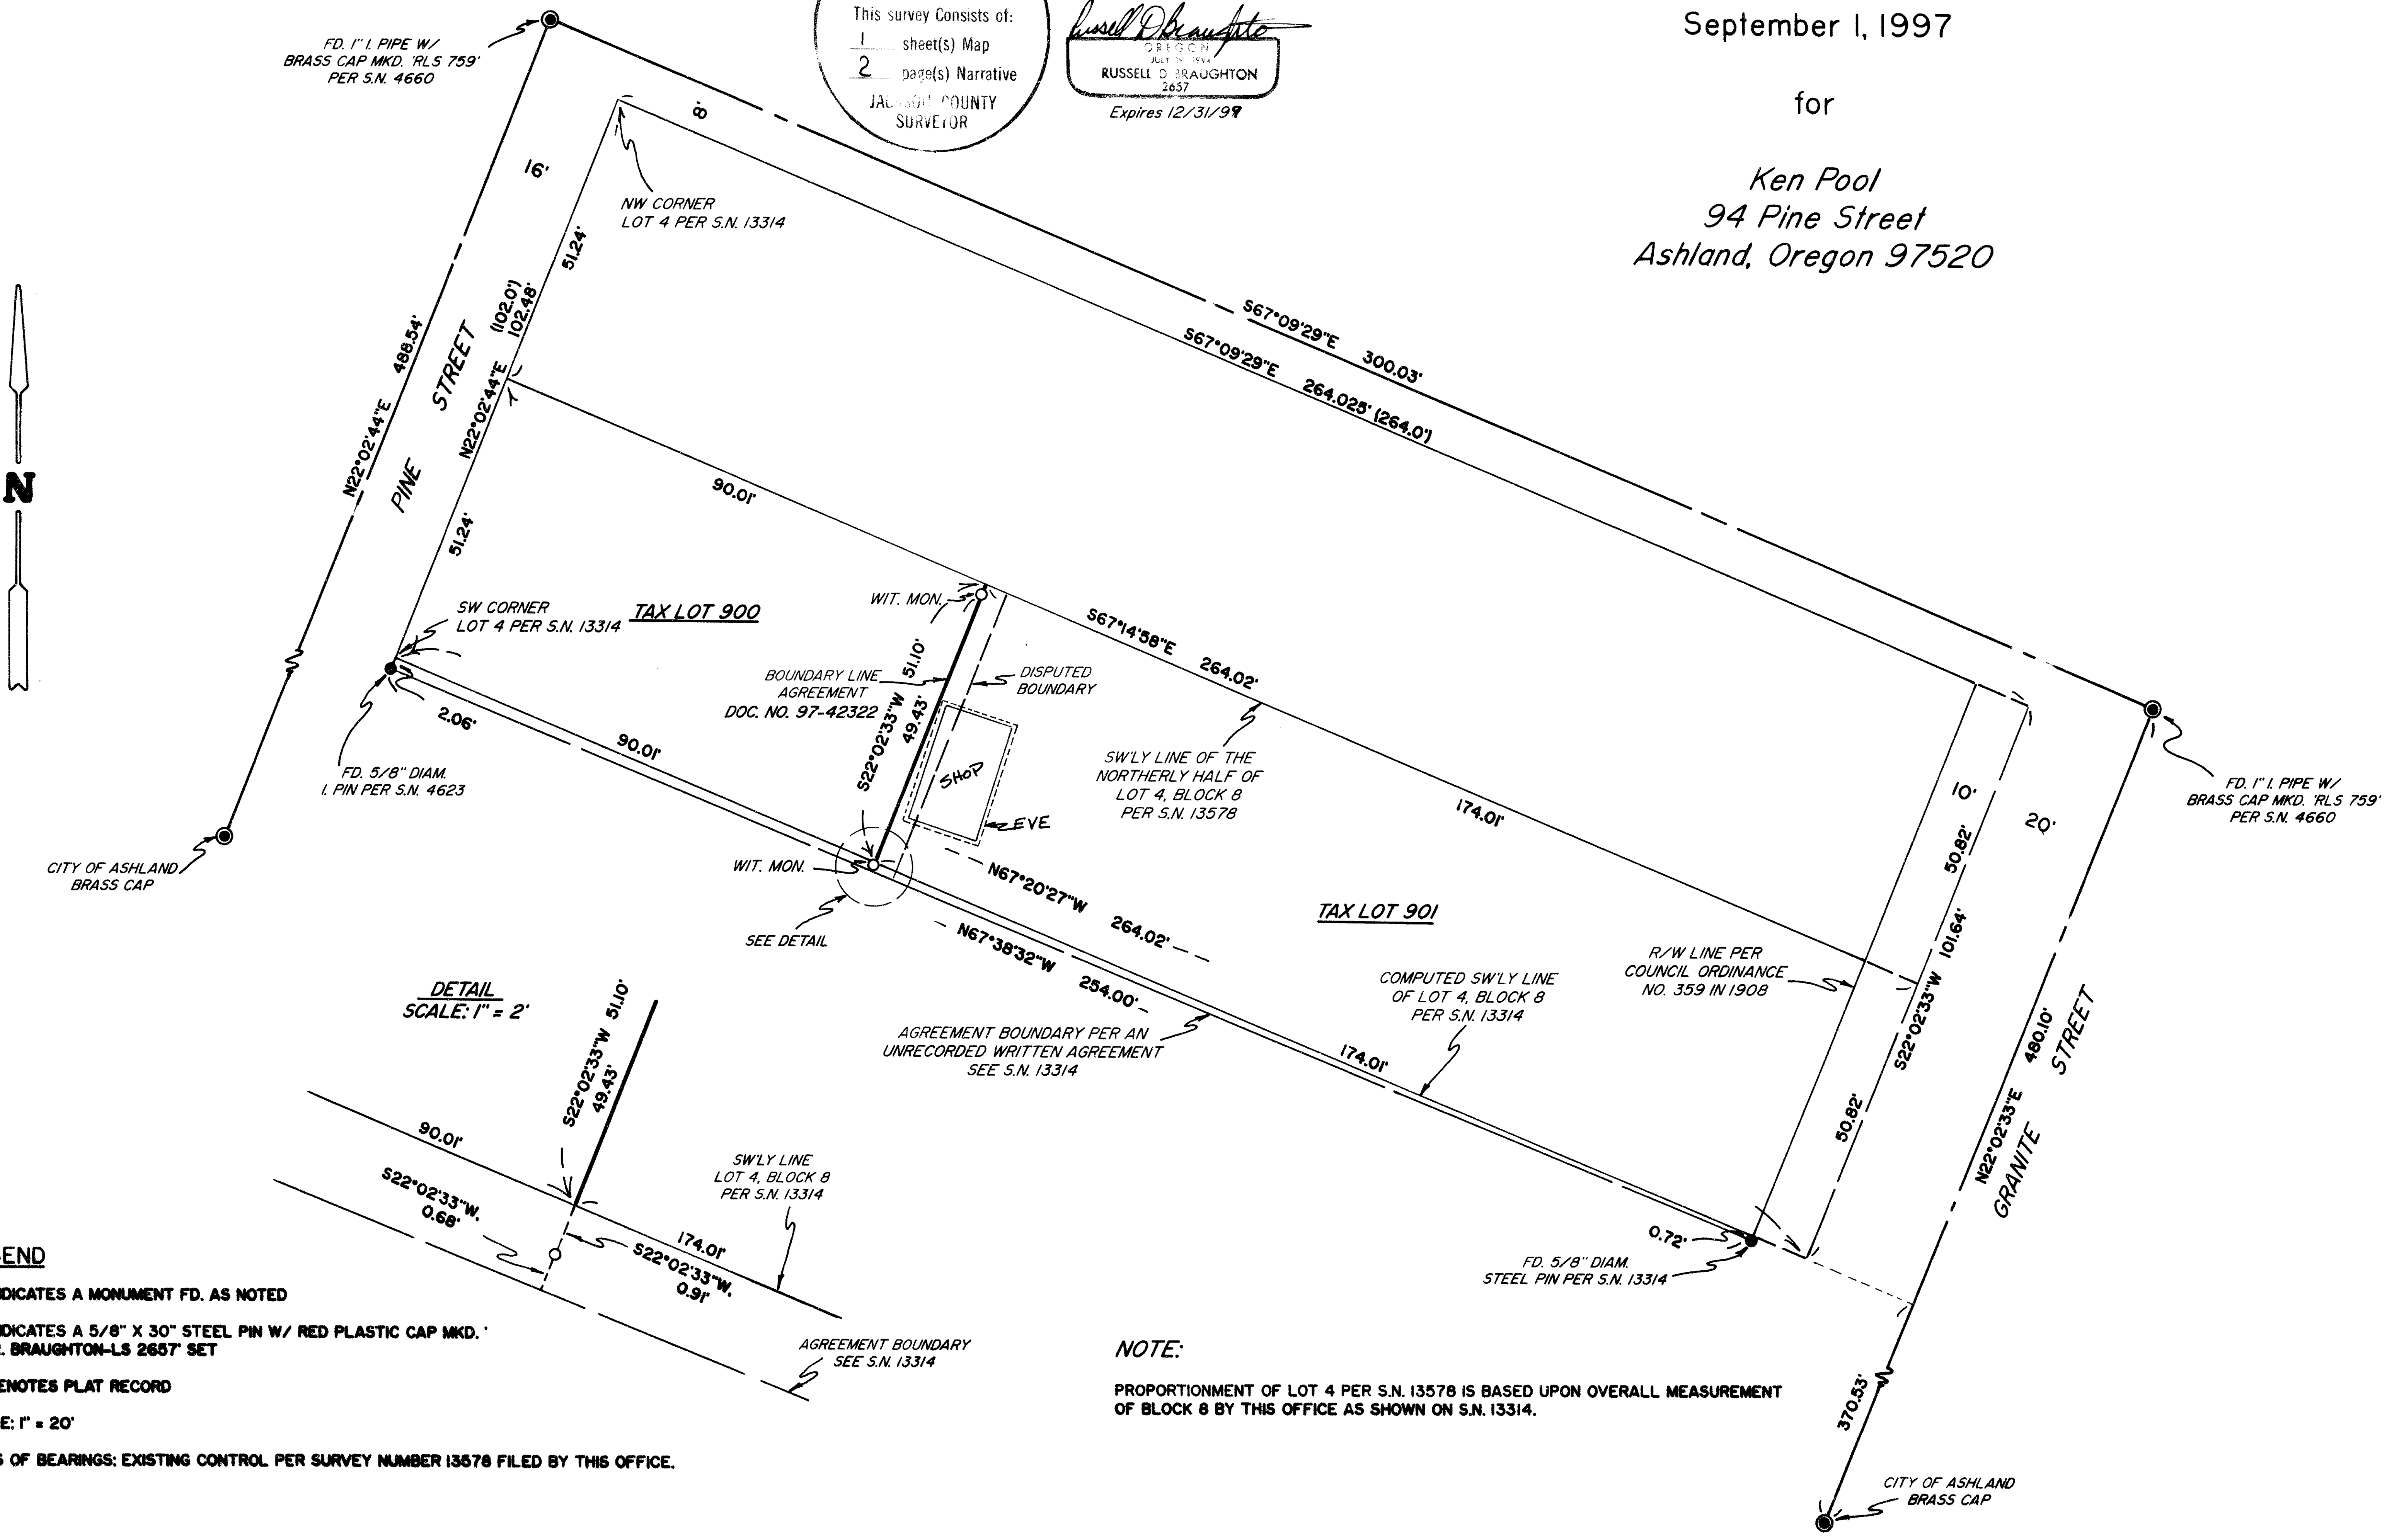 This survey Consists of:
1 sheet(s) Map
2 page(s) Narrative
COUNTY
SURVEYOR
OREGON
RUSSELL D BRAUGHTON
2657
Expires 12/31/99
September 1, 1997
for
Ken Pool
94 Pine Street
Ashland, Oregon 97520
FD. 1" I. PIPE W/
BRASS CAP MKD. 'RLS 759'
PER S.N. 4660
8'
16'
NW CORNER
LOT 4 PER S.N. 13314
51.24'
(102.0')
102.48'
N22°02'44"E
488.54'
N22°02'44"E
PINE STREET
51.24'
S67°09'29"E 300.03'
S67°09'29"E 264.025' (264.0')
N
90.01'
SW CORNER
LOT 4 PER S.N. 13314
TAX LOT 900
WIT. MON.
S67°14'58"E 264.02'
BOUNDARY LINE
AGREEMENT
DOC. NO. 97-42322
S22°02'33"W 51.10'
49.43'
DISPUTED
BOUNDARY
2.06'
90.01'
FD. 5/8" DIAM.
I. PIN PER S.N. 4623
SHOP
EVE
SW'LY LINE OF THE
NORTHERLY HALF OF
LOT 4, BLOCK 8
PER S.N. 13578
174.01'
10'
20'
50.82'
FD. 1" I. PIPE W/
BRASS CAP MKD. 'RLS 759'
PER S.N. 4660
CITY OF ASHLAND
BRASS CAP
WIT. MON.
SEE DETAIL
N67°20'27"W 264.02'
N67°38'32"W 254.00'
TAX LOT 901
R/W LINE PER
COUNCIL ORDINANCE
NO. 359 IN 1908
S22°02'33"W 101.64'
COMPUTED SW'LY LINE
OF LOT 4, BLOCK 8
PER S.N. 13314
AGREEMENT BOUNDARY PER AN
UNRECORDED WRITTEN AGREEMENT
SEE S.N. 13314
174.01'
50.82'
N22°02'33"E 480.10'
GRANITE STREET
DETAIL
SCALE: 1" = 2'
S22°02'33"W 51.10'
49.43'
90.01'
SW'LY LINE
LOT 4, BLOCK 8
PER S.N. 13314
S22°02'33"W.
0.68'
174.01'
S22°02'33"W.
0.91'
AGREEMENT BOUNDARY
SEE S.N. 13314
0.72'
FD. 5/8" DIAM.
STEEL PIN PER S.N. 13314
370.53'
CITY OF ASHLAND
BRASS CAP
END
DICATES A MONUMENT FD. AS NOTED
DICATES A 5/8" X 30" STEEL PIN W/ RED PLASTIC CAP MKD. '
. BRAUGHTON-LS 2657' SET
ENOTES PLAT RECORD
E: 1" = 20'
S OF BEARINGS: EXISTING CONTROL PER SURVEY NUMBER 13578 FILED BY THIS OFFICE.
NOTE:
PROPORTIONMENT OF LOT 4 PER S.N. 13578 IS BASED UPON OVERALL MEASUREMENT
OF BLOCK 8 BY THIS OFFICE AS SHOWN ON S.N. 13314.